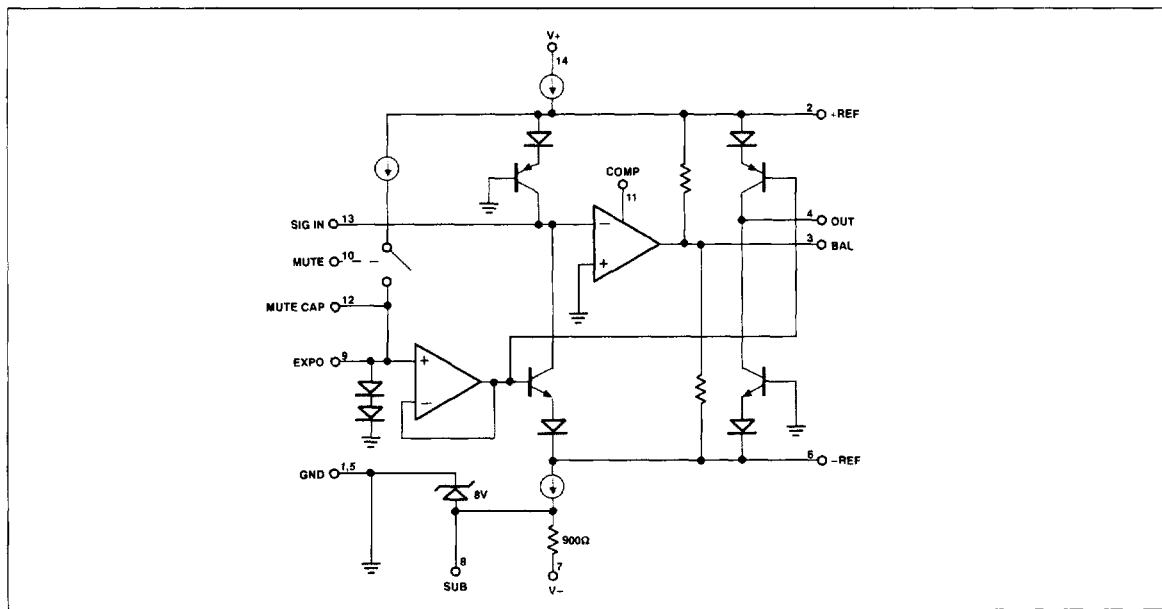 V+
14
2 +REF
COMP
11
SIG IN 13
4 OUT
3 BAL
MUTE 10
MUTE CAP 12
EXPO 9
+
−
−
+
6 −REF
GND 1,5
8V
900Ω
8
SUB
7
V−